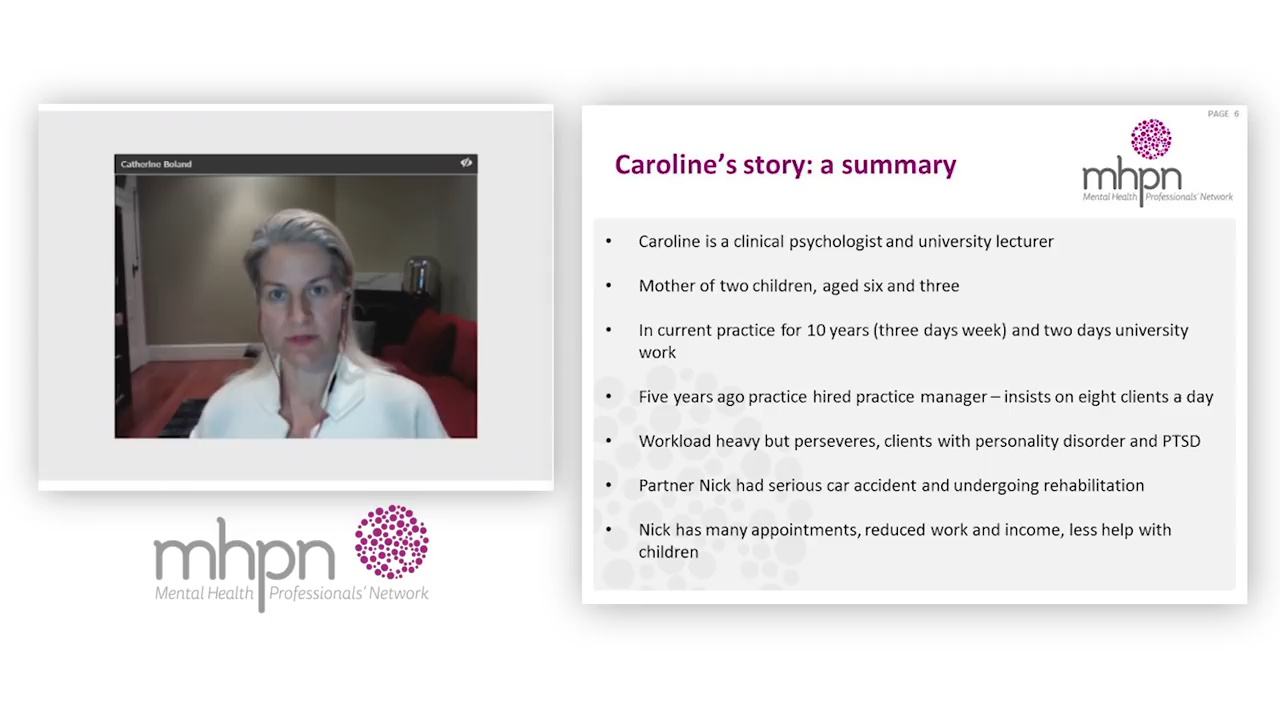 Catherine Boland
mhpn
Mental Health Professionals' Network
PAGE 6
Caroline's story: a summary
mhpn
Mental Health Professionals' Network
• Caroline is a clinical psychologist and university lecturer
• Mother of two children, aged six and three
• In current practice for 10 years (three days week) and two days university
work
• Five years ago practice hired practice manager – insists on eight clients a day
• Workload heavy but perseveres, clients with personality disorder and PTSD
• Partner Nick had serious car accident and undergoing rehabilitation
• Nick has many appointments, reduced work and income, less help with
children